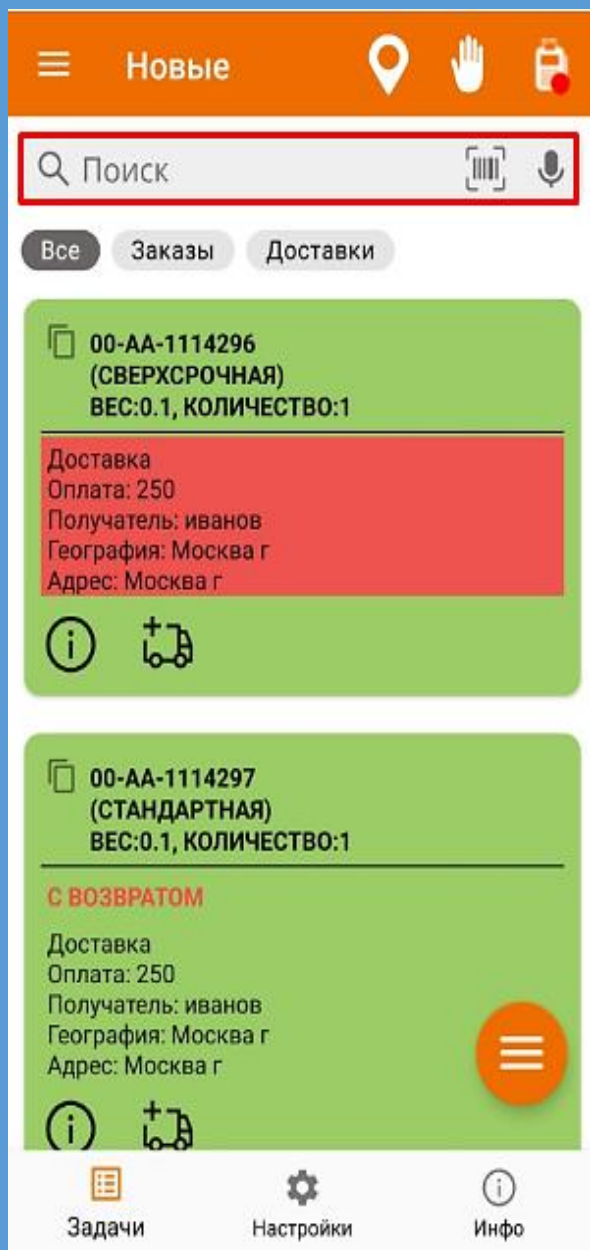 Новые
Поиск
Все Заказы Доставки
00-АА-1114296
(СВЕРХСРОЧНАЯ)
ВЕС:0.1, КОЛИЧЕСТВО:1
Доставка
Оплата: 250
Получатель: иванов
География: Москва г
Адрес: Москва г
00-АА-1114297
(СТАНДАРТНАЯ)
ВЕС:0.1, КОЛИЧЕСТВО:1
С ВОЗВРАТОМ
Доставка
Оплата: 250
Получатель: иванов
География: Москва г
Адрес: Москва г
Задачи Настройки Инфо